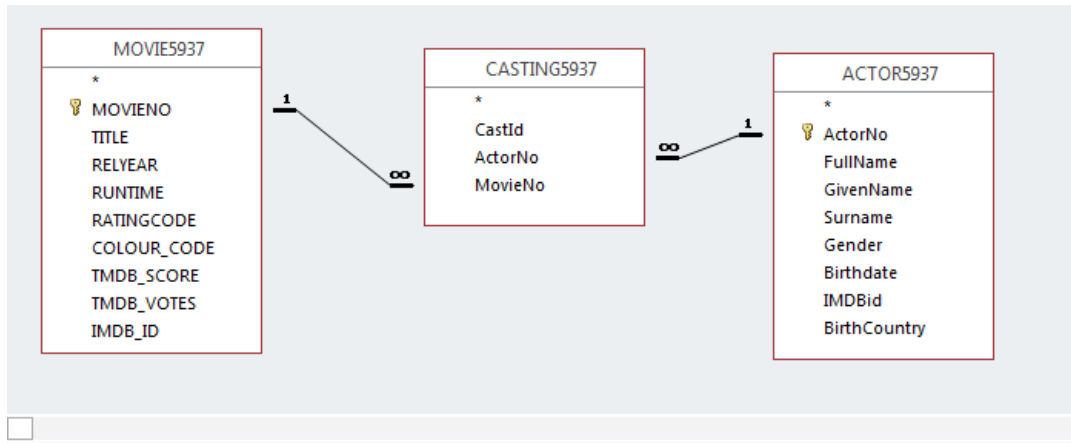 MOVIE5937
*
MOVIENO
TITLE
RELYEAR
RUNTIME
RATINGCODE
COLOUR_CODE
TMDB_SCORE
TMDB_VOTES
IMDB_ID
1
∞
CASTING5937
*
CastId
ActorNo
MovieNo
∞
1
ACTOR5937
*
ActorNo
FullName
GivenName
Surname
Gender
Birthdate
IMDBid
BirthCountry